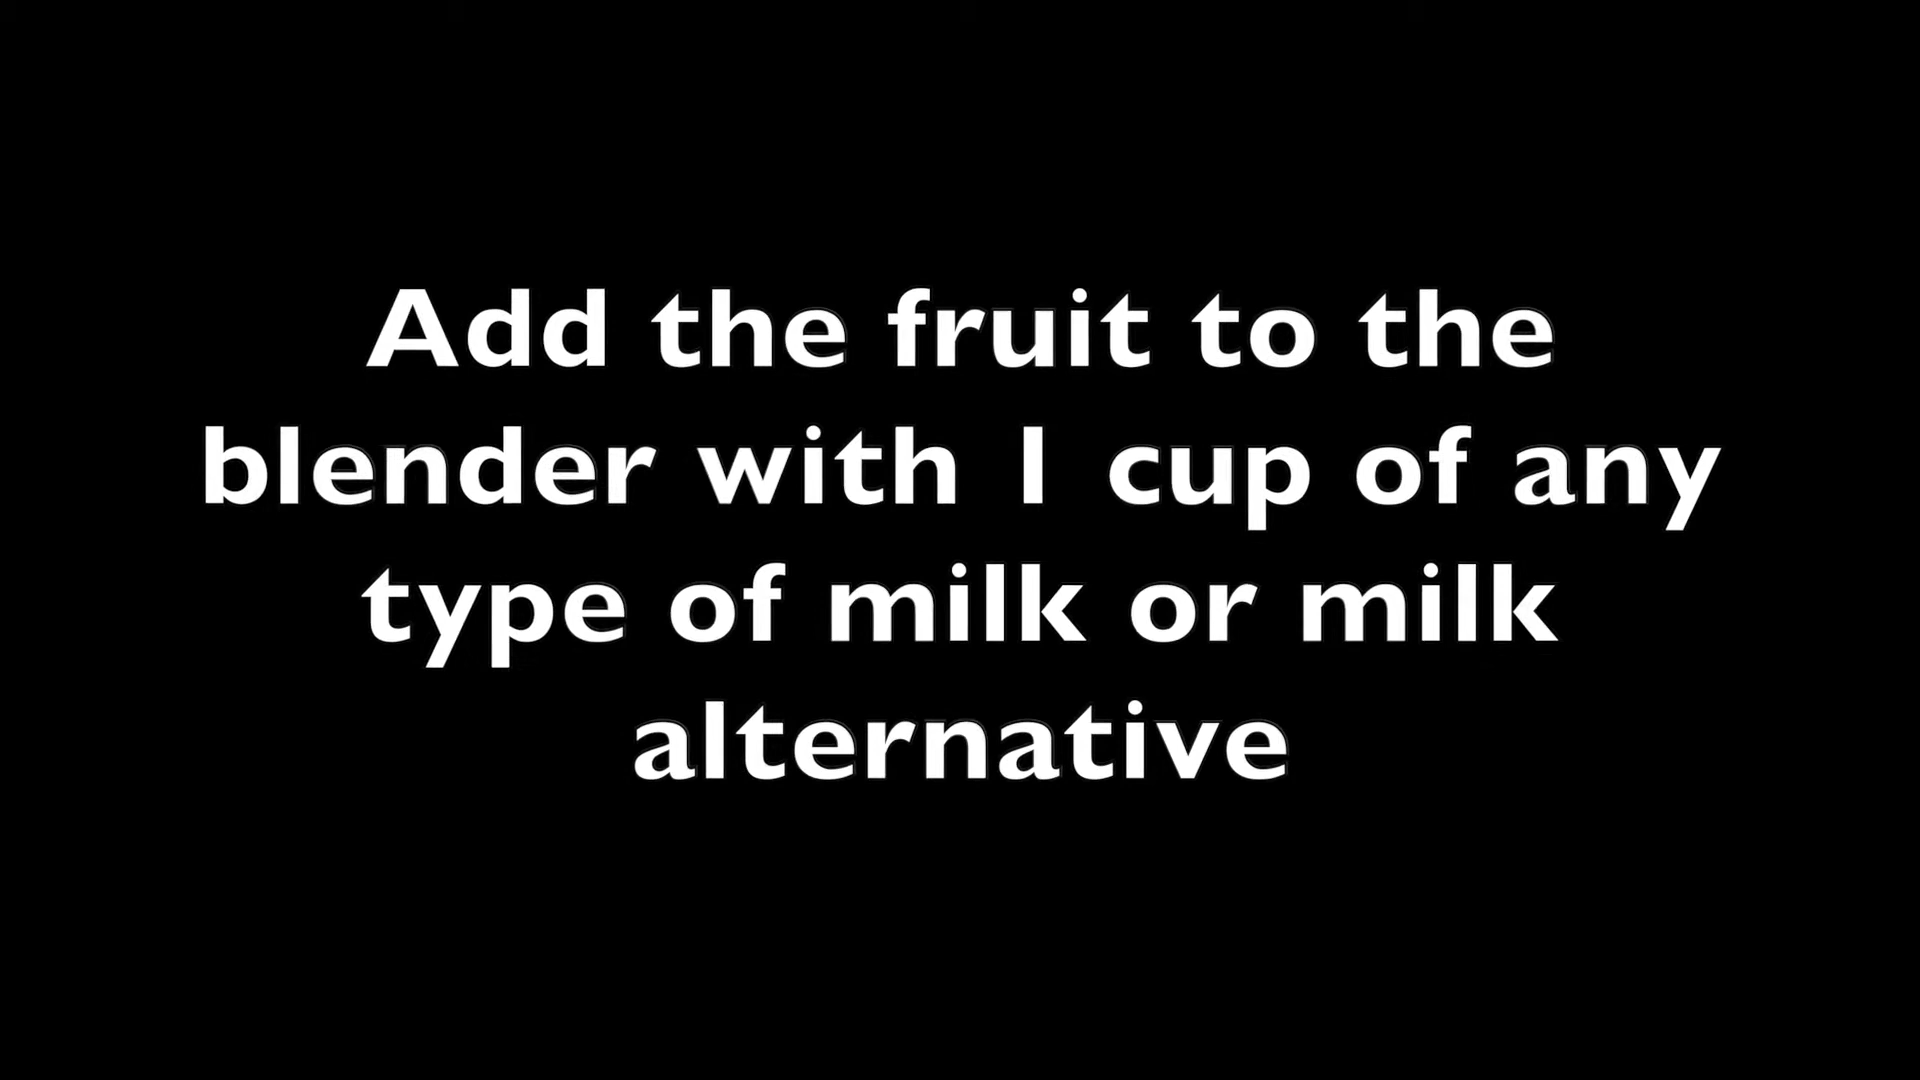 Add the fruit to the
blender with 1 cup of any
type of milk or milk
alternative